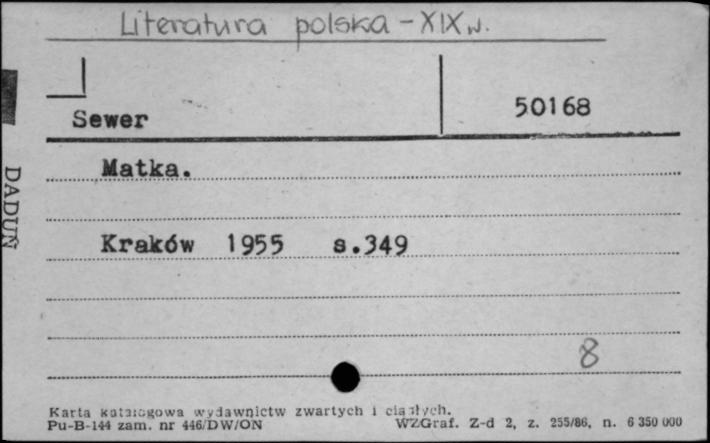 Literatura polska - XIX w.
Sewer
50168
Matka.
Kraków 1955 s.349
8
DADUŃ
Karta katalogowa wydawnictw zwartych i ciągłych.
Pu-B-144 zam. nr 446/DW/ON
WZGraf. Z-d 2, z. 255/86, n. 6 350 000